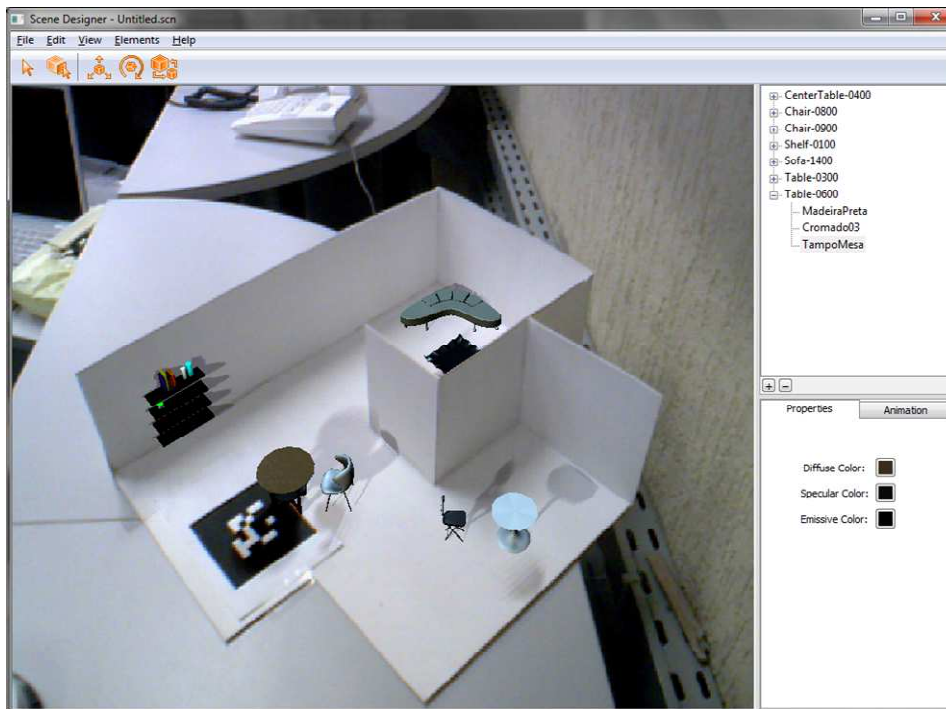 Scene Designer - Untitled.scn
File Edit View Elements Help
CenterTable-0400
Chair-0800
Chair-0900
Shelf-0100
Sofa-1400
Table-0300
Table-0600
MadeiraPreta
Cromado03
TampoMesa
Properties Animation
Diffuse Color:
Specular Color:
Emissive Color: